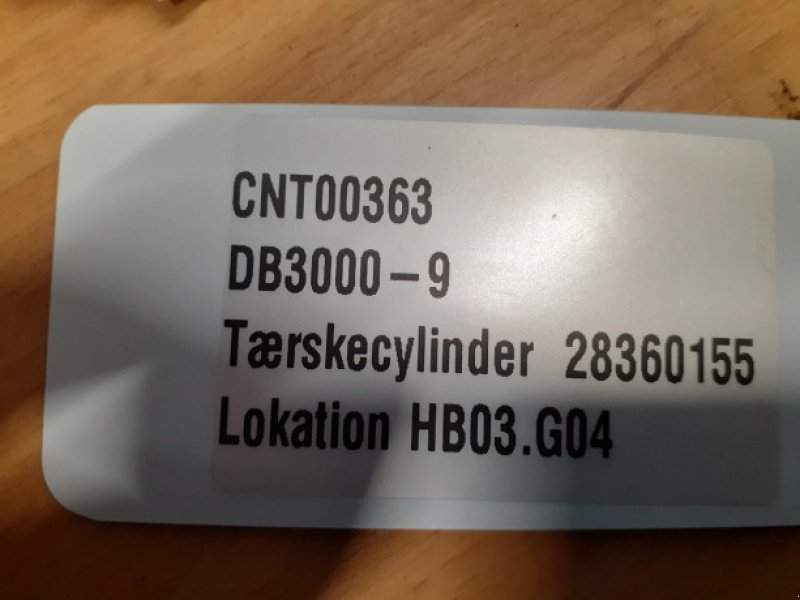 CNT00363
DB3000-9
Tærskecylinder 28360155
Lokation HB03.G04